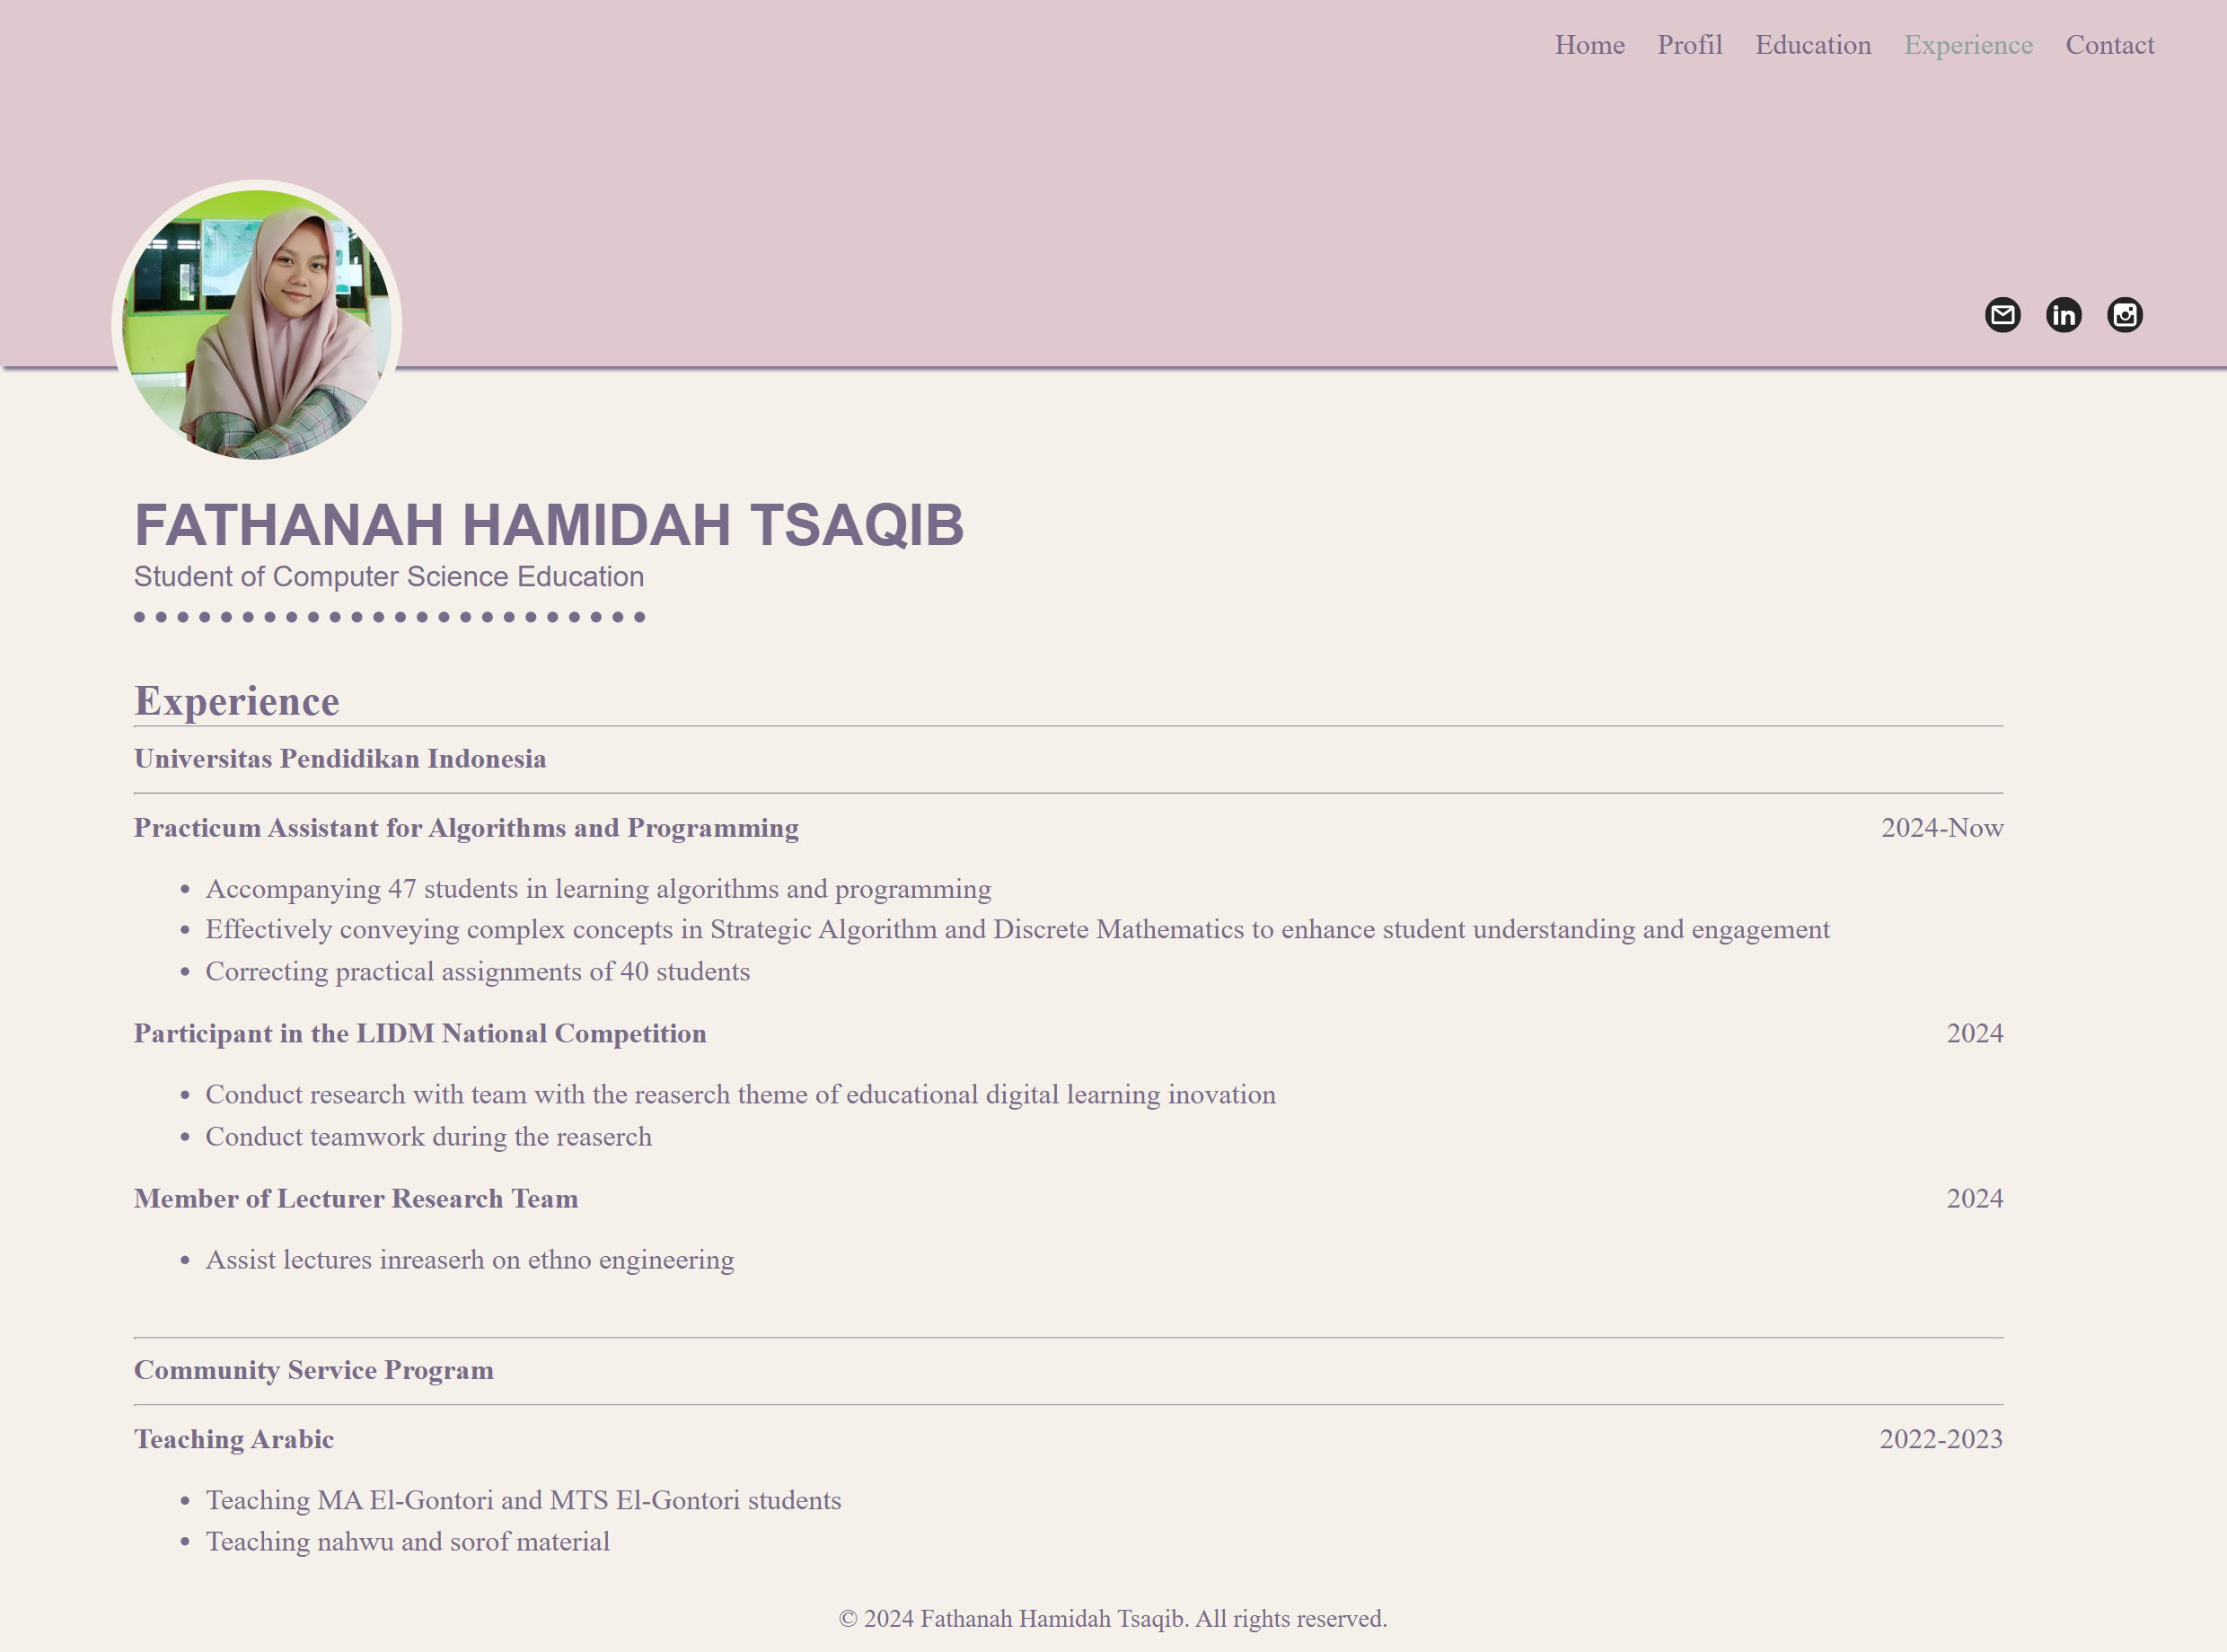 Home Profil Education Experience Contact
in
FATHANAH HAMIDAH TSAQIB
Student of Computer Science Education
Experience
Universitas Pendidikan Indonesia
Practicum Assistant for Algorithms and Programming 2024-Now
• Accompanying 47 students in learning algorithms and programming
• Effectively conveying complex concepts in Strategic Algorithm and Discrete Mathematics to enhance student understanding and engagement
• Correcting practical assignments of 40 students
Participant in the LIDM National Competition 2024
• Conduct research with team with the reaserch theme of educational digital learning inovation
• Conduct teamwork during the reaserch
Member of Lecturer Research Team 2024
• Assist lectures inreaserh on ethno engineering
Community Service Program
Teaching Arabic 2022-2023
• Teaching MA El-Gontori and MTS El-Gontori students
• Teaching nahwu and sorof material
© 2024 Fathanah Hamidah Tsaqib. All rights reserved.